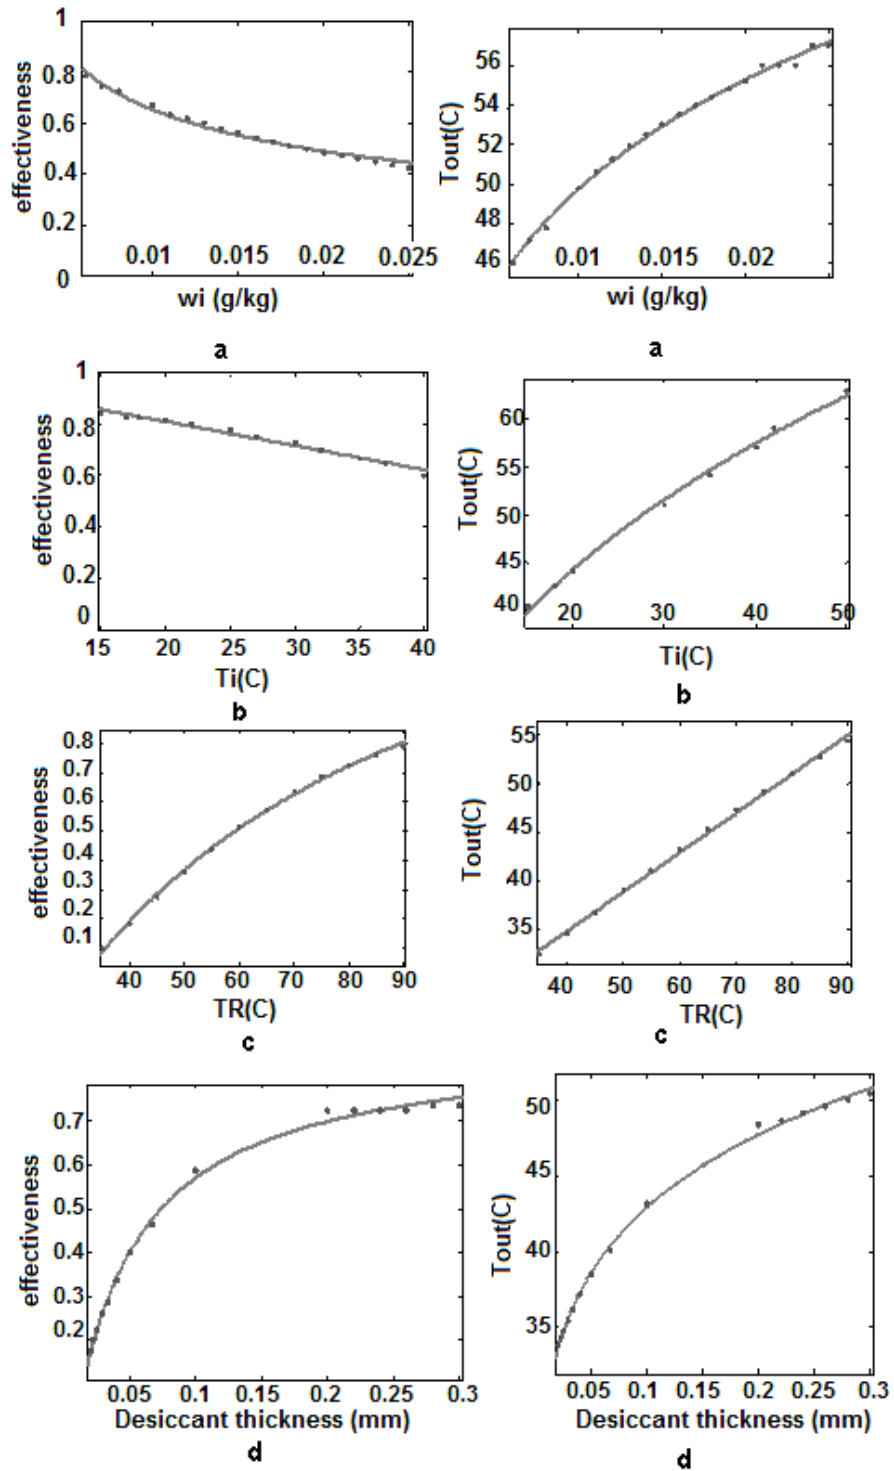 1
0.8
0.6
0.4
0.2
0
effectiveness
0.01 0.015 0.02 0.025
wi (g/kg)
a
56
54
52
50
48
46
Tout(C)
0.01 0.015 0.02
wi (g/kg)
a
1
0.8
0.6
0.4
0.2
0
effectiveness
15 20 25 30 35 40
Ti(C)
b
60
55
50
45
40
Tout(C)
20 30 40 50
Ti(C)
b
0.8
0.7
0.6
0.5
0.4
0.3
0.2
0.1
effectiveness
40 50 60 70 80 90
TR(C)
c
55
50
45
40
35
Tout(C)
40 50 60 70 80 90
TR(C)
c
0.7
0.6
0.5
0.4
0.3
0.2
effectiveness
0.05 0.1 0.15 0.2 0.25 0.3
Desiccant thickness (mm)
d
50
45
40
35
Tout(C)
0.05 0.1 0.15 0.2 0.25 0.3
Desiccant thickness (mm)
d